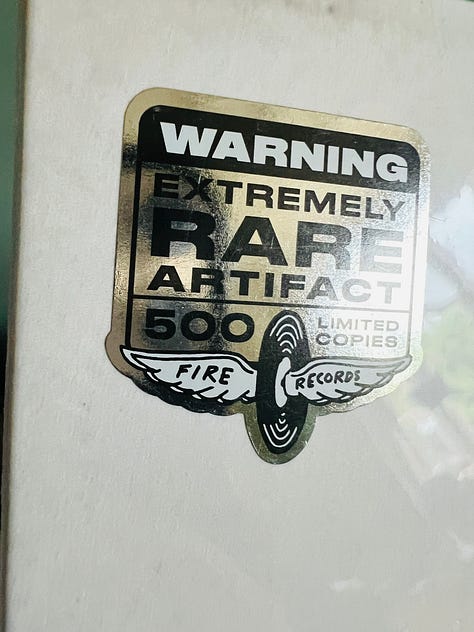 WARNING
EXTREMELY
RARE
ARTIFACT
500
LIMITED
COPIES
FIRE RECORDS